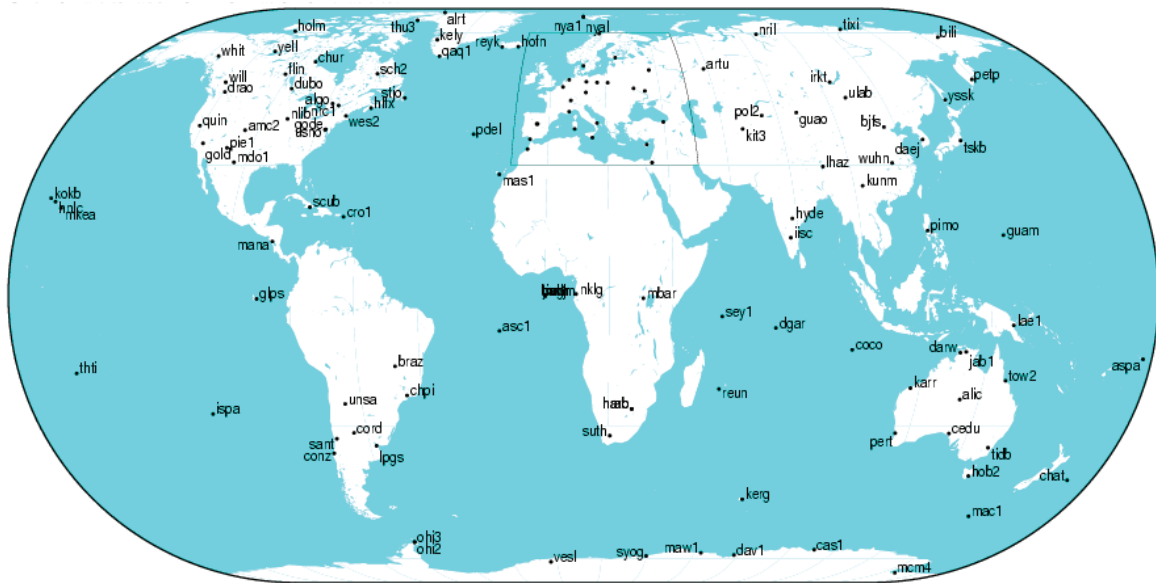 holm
alrt
thu3
nya1
nyal
nril
tixi
bili
whit
yell
kely
reyk
hofn
qaq1
chur
will
drao
flin
dubo
sch2
artu
irkt
petp
yssk
ulab
algo
stjo
hlfx
nrc1
nlib
quin
amc2
wes2
pdel
pol2
guao
kit3
bjfs
daej
tskb
gode
pie1
gold
mdo1
lhaz
wuhn
kunm
mas1
kokb
hnlc
mkea
scub
cro1
hyde
iisc
pimo
guam
mana
glps
nklg
mbar
sey1
dgar
asc1
lae1
coco
darw
jab1
aspa
thti
braz
chpi
unsa
ispa
reun
karr
tow2
alic
suth
cord
sant
conz
lpgs
pert
cedu
tidb
hob2
chat
kerg
mac1
ohi3
ohi2
vesl
syog
maw1
dav1
cas1
mcm4